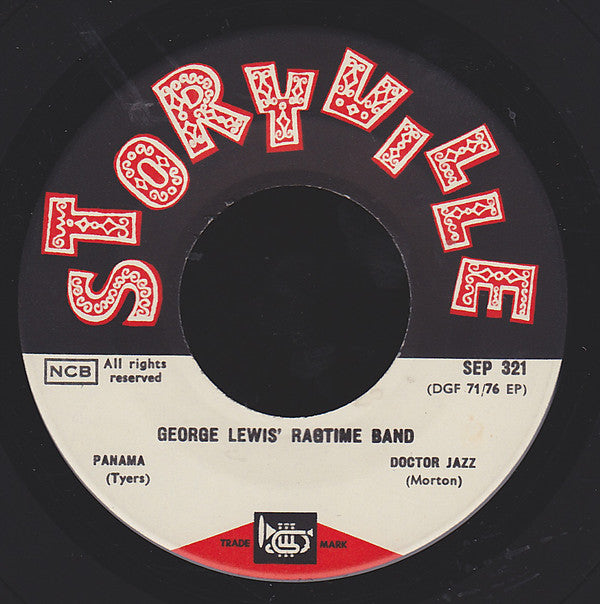 STORYVILLE
NCB All rights reserved
SEP 321
(DGF 71/76 EP)
GEORGE LEWIS' RAGTIME BAND
PANAMA
(Tyers)
DOCTOR JAZZ
(Morton)
TRADE MARK